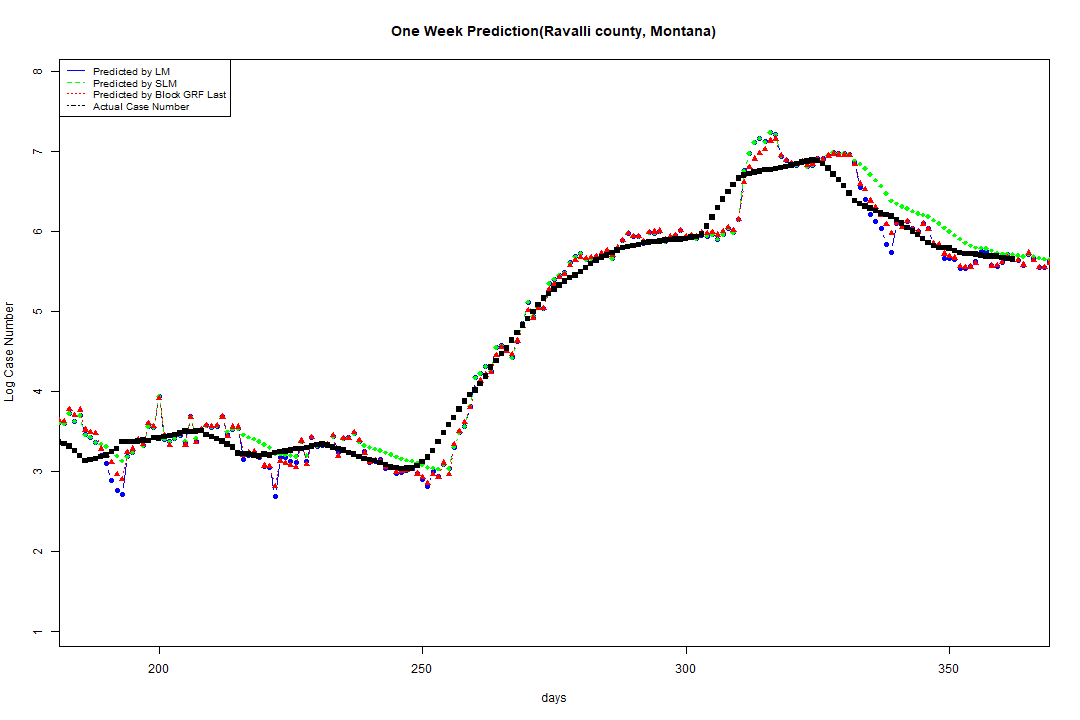 One Week Prediction(Ravalli county, Montana)
Predicted by LM
Predicted by SLM
Predicted by Block GRF Last
Actual Case Number
8
7
6
5
4
3
2
1
Log Case Number
200 250 300 350
days